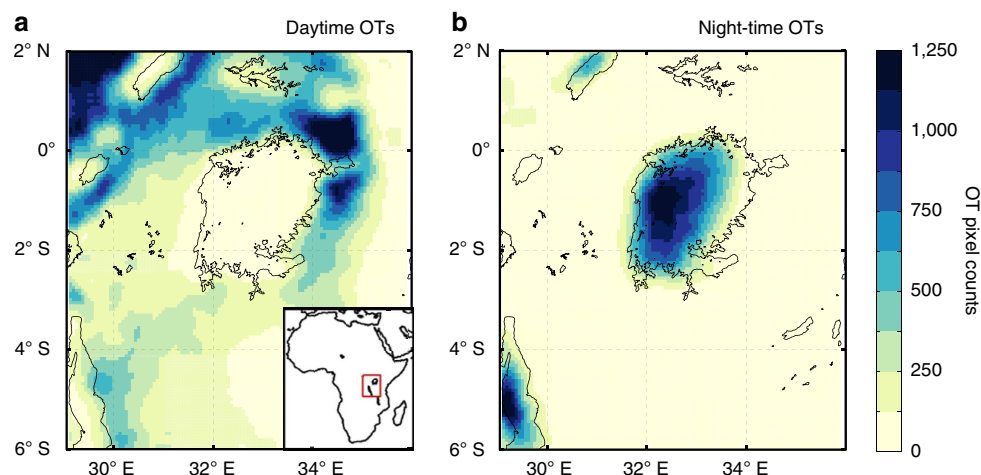 a
Daytime OTs
b
Night-time OTs
2° N
0°
2° S
4° S
6° S
30° E
32° E
34° E
2° N
0°
2° S
4° S
6° S
30° E
32° E
34° E
1,250
1,000
750
500
250
0
OT pixel counts